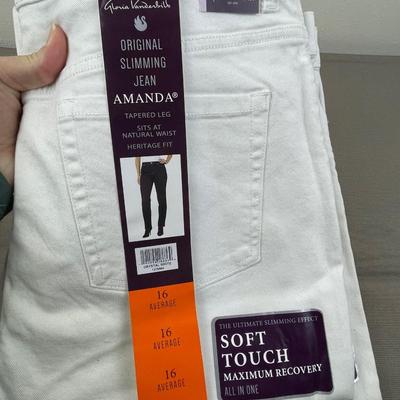 Gloria Vanderbilt
ORIGINAL
SLIMMING
JEAN
AMANDA®
TAPERED LEG
SITS AT
NATURAL WAIST
HERITAGE FIT
16
AVERAGE
16
AVERAGE
16
AVERAGE
THE ULTIMATE SLIMMING EFFECT
SOFT
TOUCH
MAXIMUM RECOVERY
ALL IN ONE